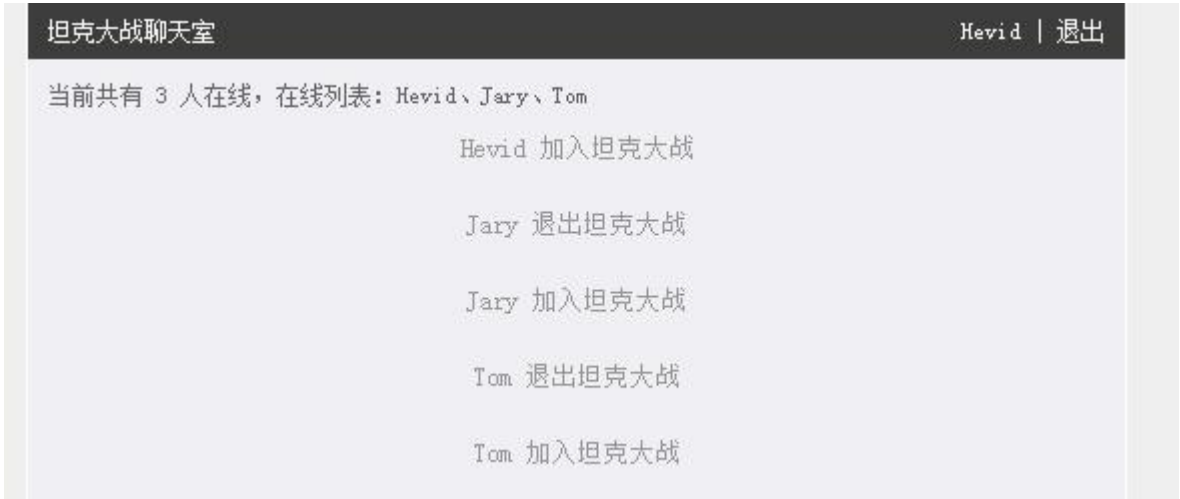 坦克大战聊天室 Hevid | 退出
当前共有 3 人在线，在线列表：Hevid、Jary、Tom
Hevid 加入坦克大战
Jary 退出坦克大战
Jary 加入坦克大战
Tom 退出坦克大战
Tom 加入坦克大战